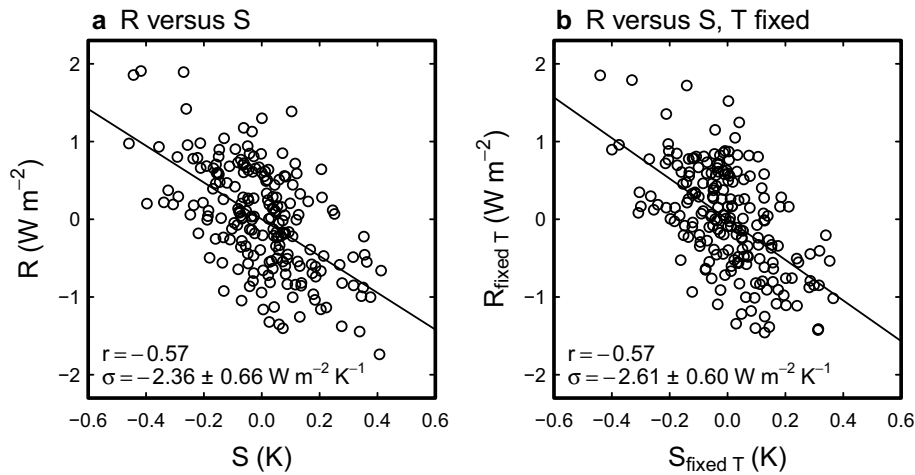 a R versus S
b R versus S, T fixed
2
1
0
−1
−2
R (W m−2)
r=−0.57
σ=−2.36 ± 0.66 W m−2 K−1
−0.6 −0.4 −0.2 0.0 0.2 0.4 0.6
S (K)
2
1
0
−1
−2
Rfixed T (W m−2)
r=−0.57
σ=−2.61 ± 0.60 W m−2 K−1
−0.6 −0.4 −0.2 0.0 0.2 0.4 0.6
Sfixed T (K)